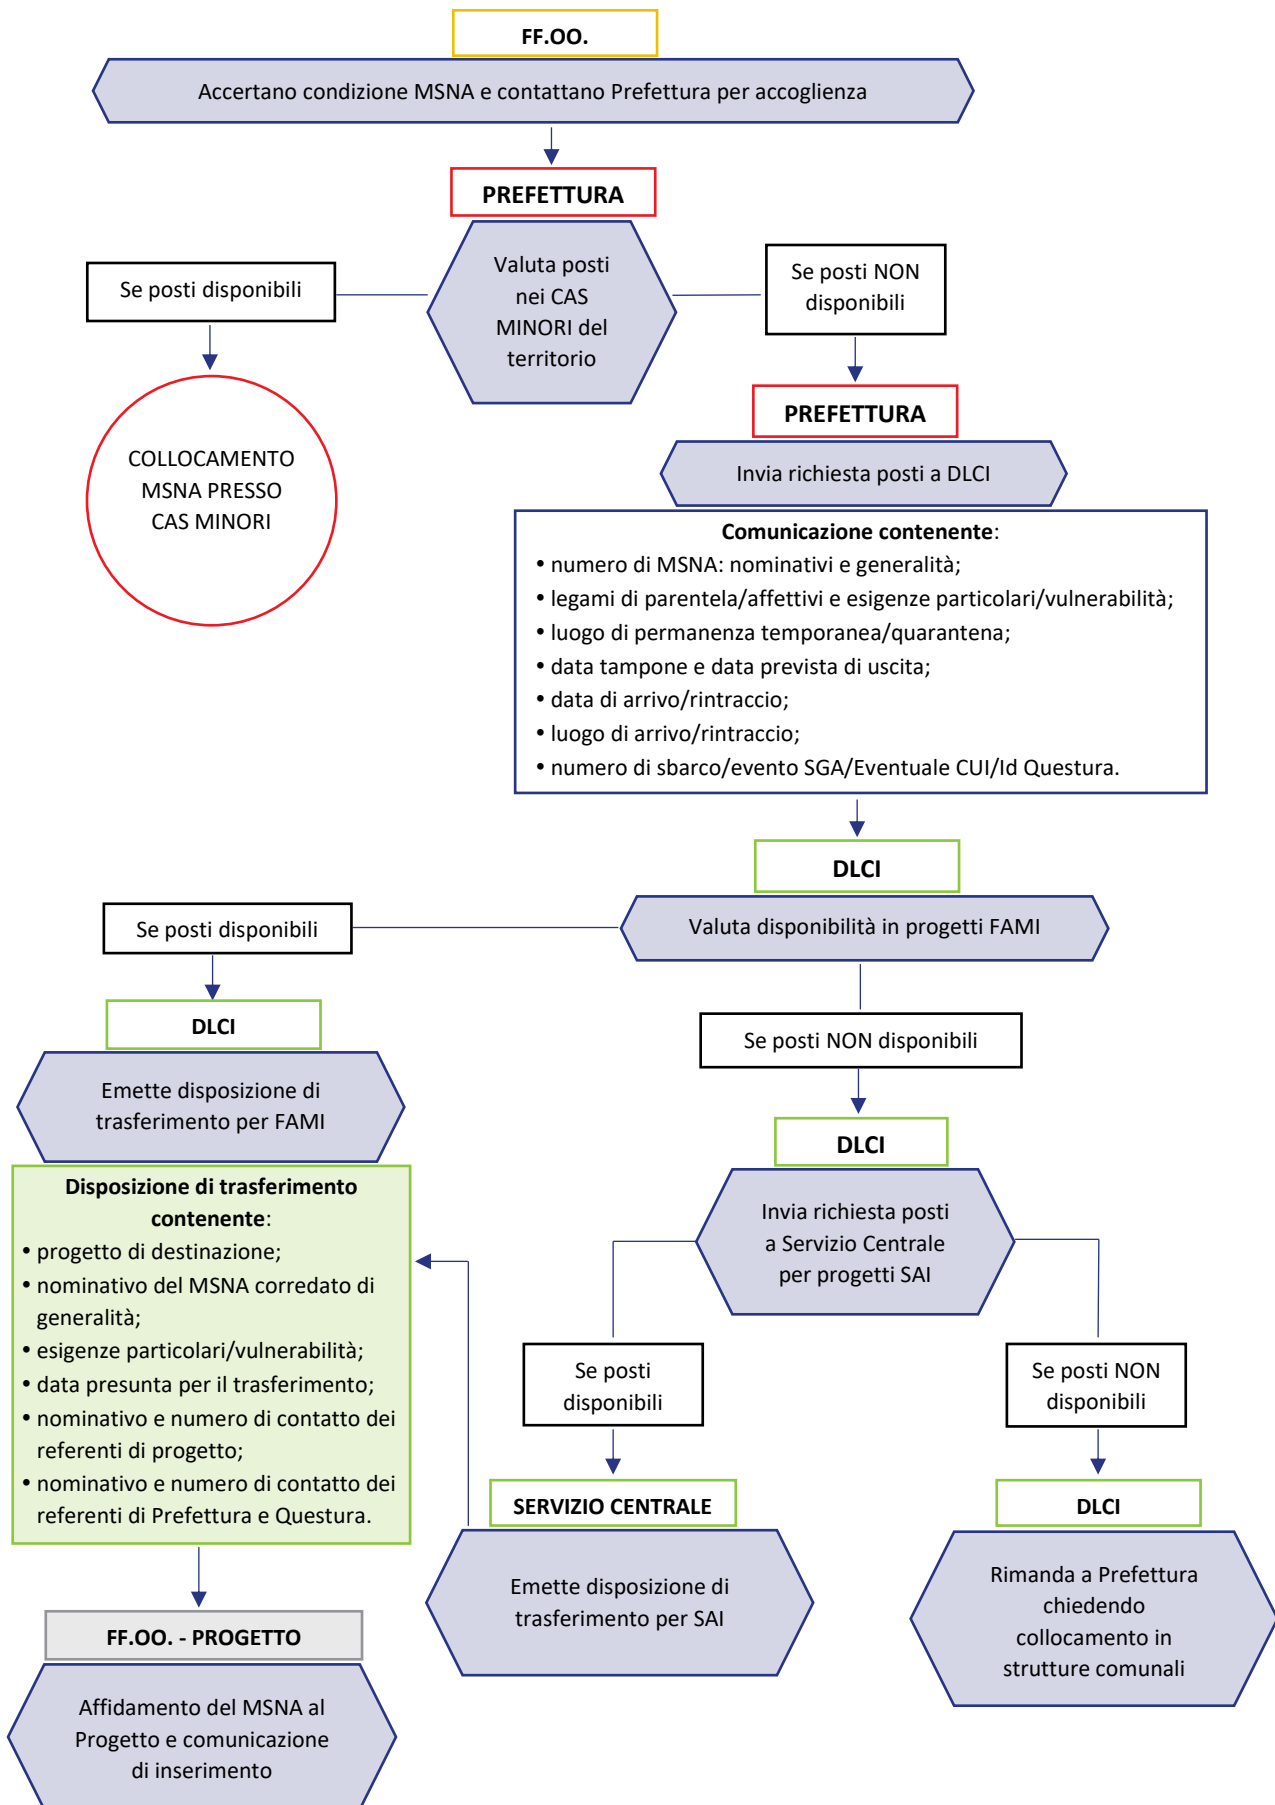 FF.OO.
Accertano condizione MSNA e contattano Prefettura per accoglienza
PREFETTURA
Valuta posti
nei CAS
MINORI del
territorio
Se posti disponibili
Se posti NON
disponibili
COLLOCAMENTO
MSNA PRESSO
CAS MINORI
PREFETTURA
Invia richiesta posti a DLCI
Comunicazione contenente:
• numero di MSNA: nominativi e generalità;
• legami di parentela/affettivi e esigenze particolari/vulnerabilità;
• luogo di permanenza temporanea/quarantena;
• data tampone e data prevista di uscita;
• data di arrivo/rintraccio;
• luogo di arrivo/rintraccio;
• numero di sbarco/evento SGA/Eventuale CUI/Id Questura.
DLCI
Valuta disponibilità in progetti FAMI
Se posti disponibili
DLCI
Emette disposizione di
trasferimento per FAMI
Disposizione di trasferimento
contenente:
• progetto di destinazione;
• nominativo del MSNA corredato di
generalità;
• esigenze particolari/vulnerabilità;
• data presunta per il trasferimento;
• nominativo e numero di contatto dei
referenti di progetto;
• nominativo e numero di contatto dei
referenti di Prefettura e Questura.
FF.OO. - PROGETTO
Affidamento del MSNA al
Progetto e comunicazione
di inserimento
Se posti NON disponibili
DLCI
Invia richiesta posti
a Servizio Centrale
per progetti SAI
Se posti
disponibili
SERVIZIO CENTRALE
Emette disposizione di
trasferimento per SAI
Se posti NON
disponibili
DLCI
Rimanda a Prefettura
chiedendo
collocamento in
strutture comunali